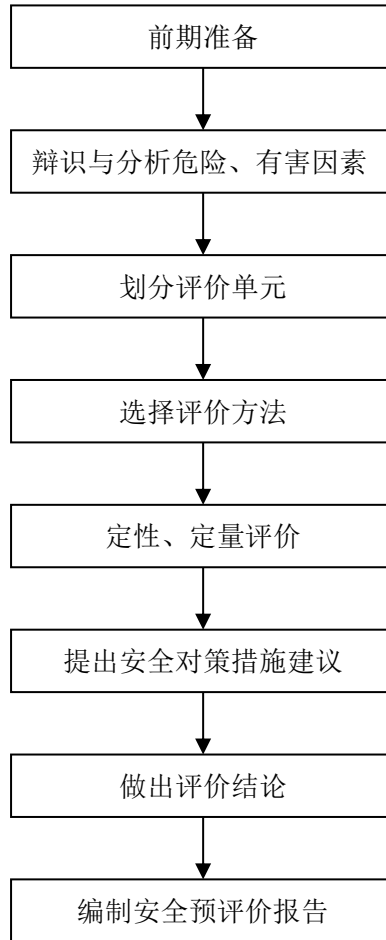 前期准备
辩识与分析危险、有害因素
划分评价单元
选择评价方法
定性、定量评价
提出安全对策措施建议
做出评价结论
编制安全预评价报告